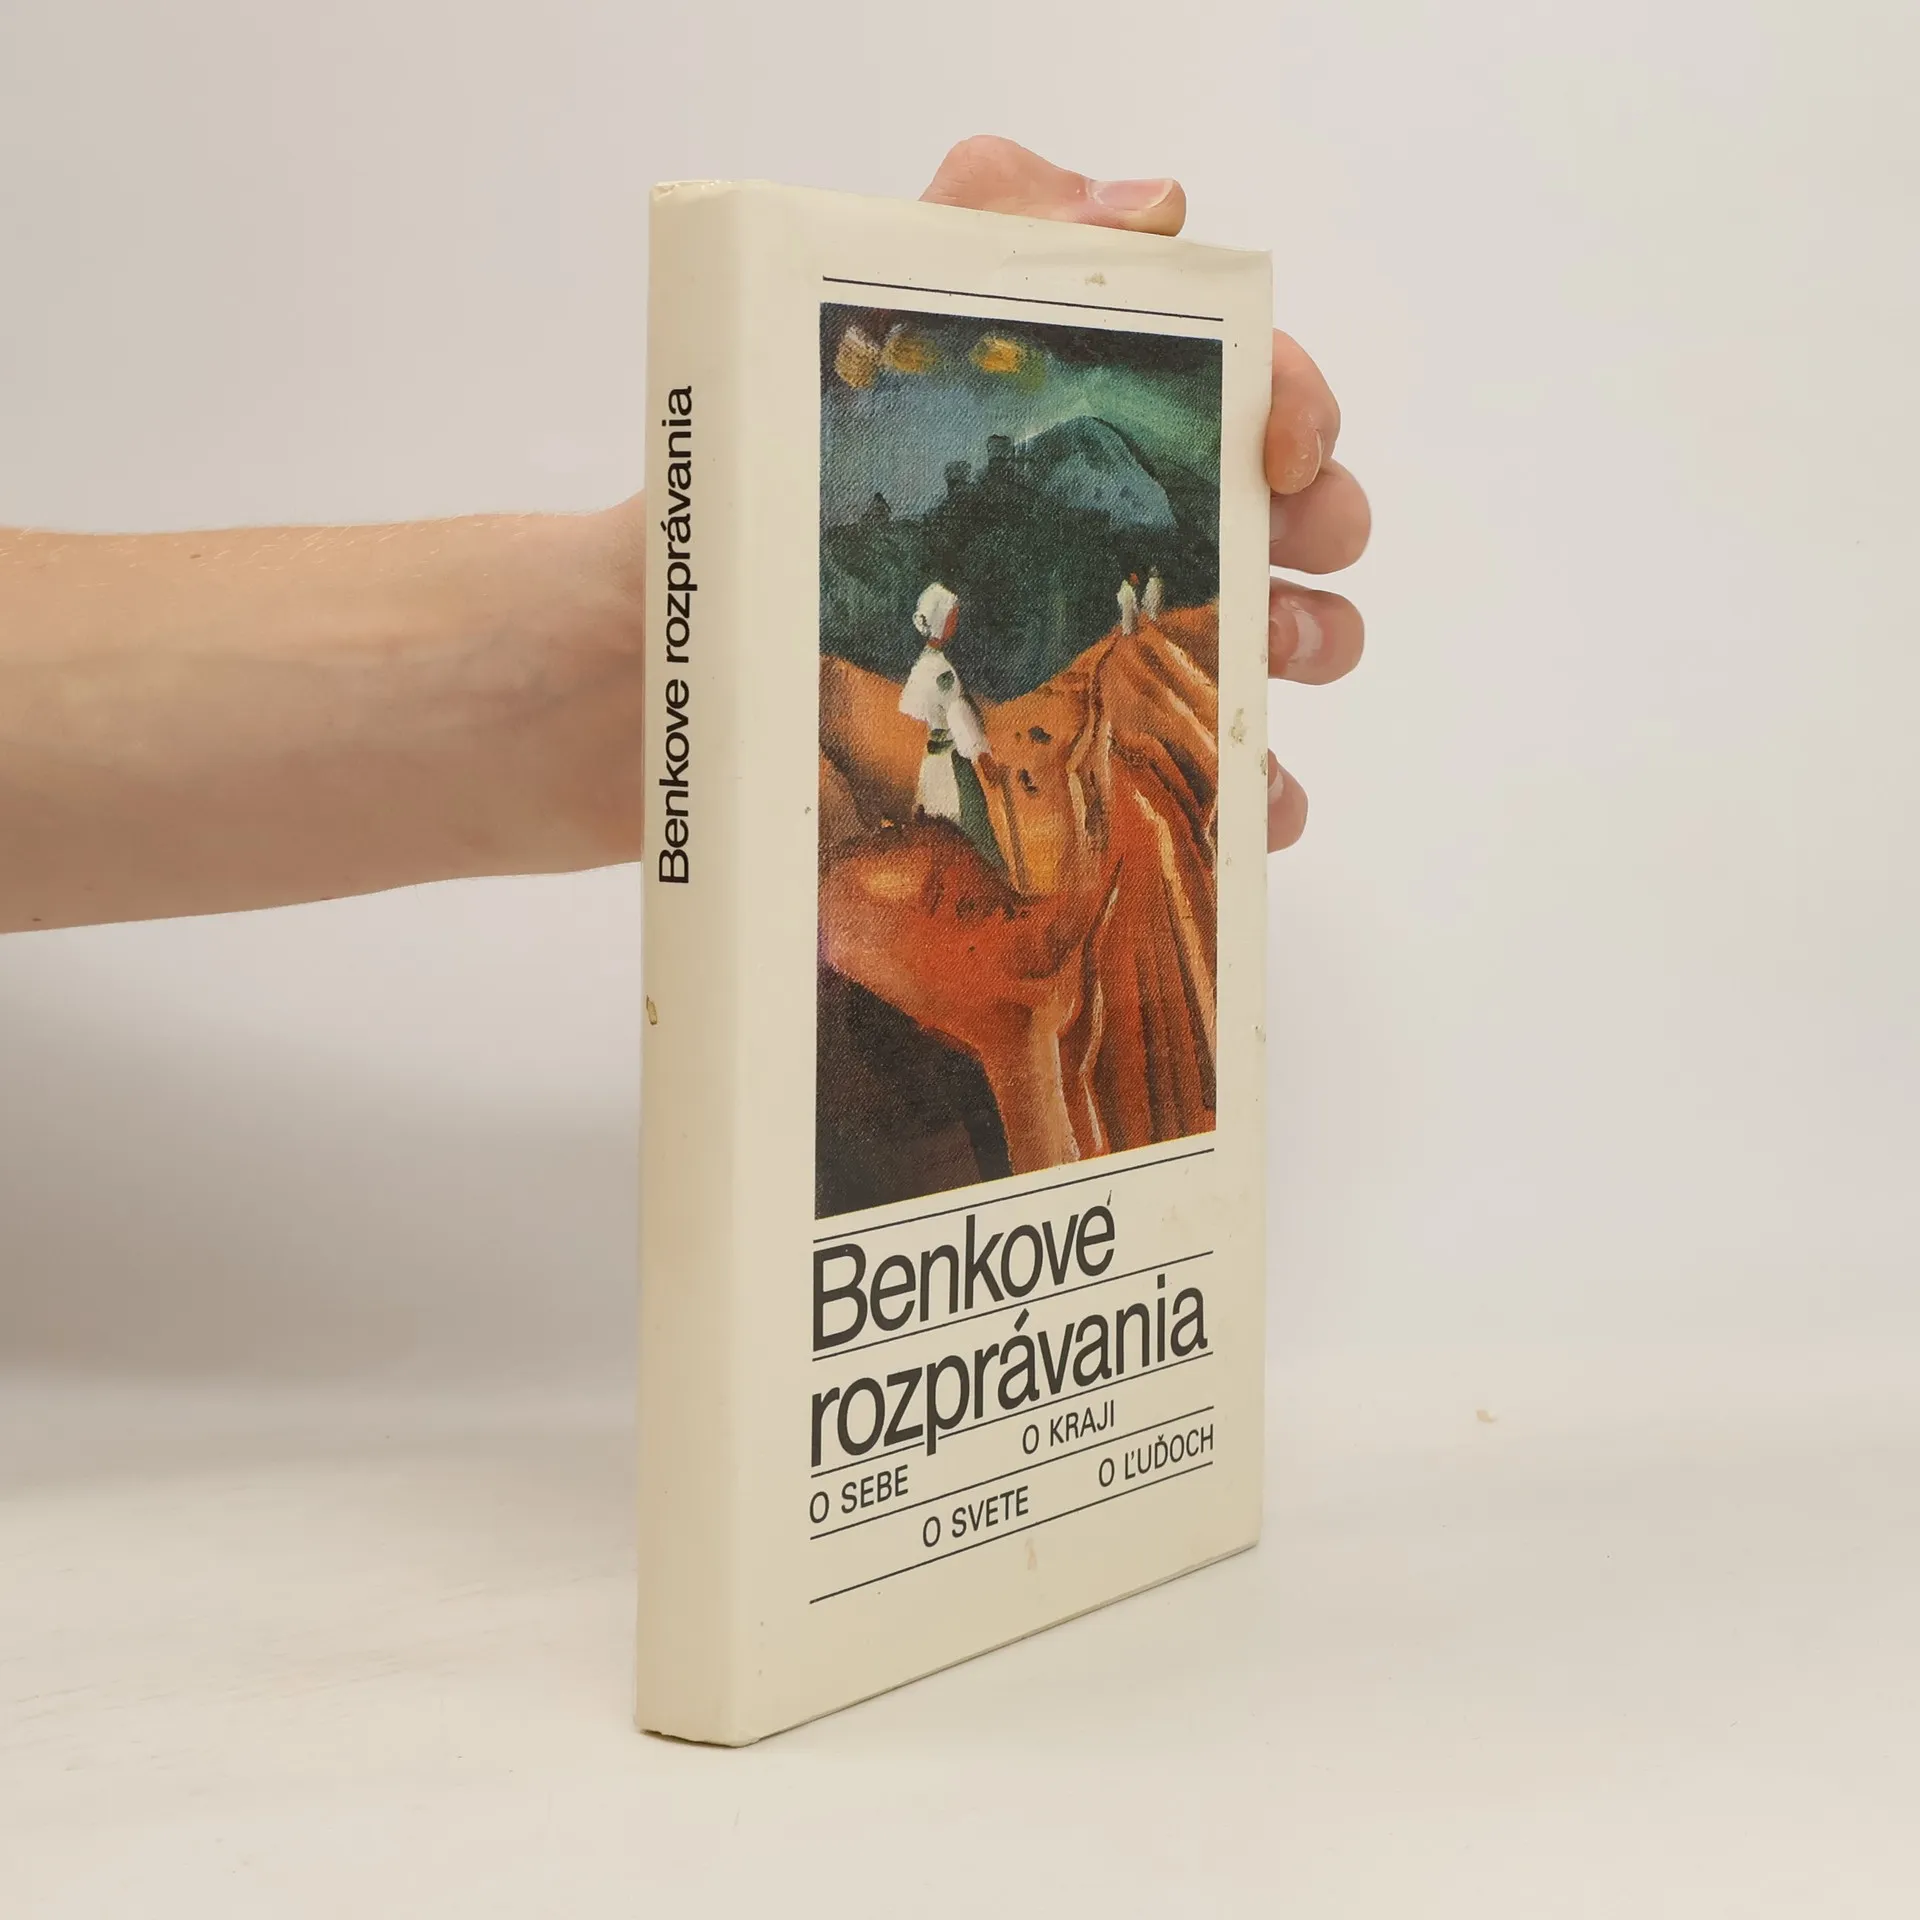 Benkove rozprávania
Benkové
rozprávania
O SEBE O KRAJI
O SVETE O ĽUĎOCH